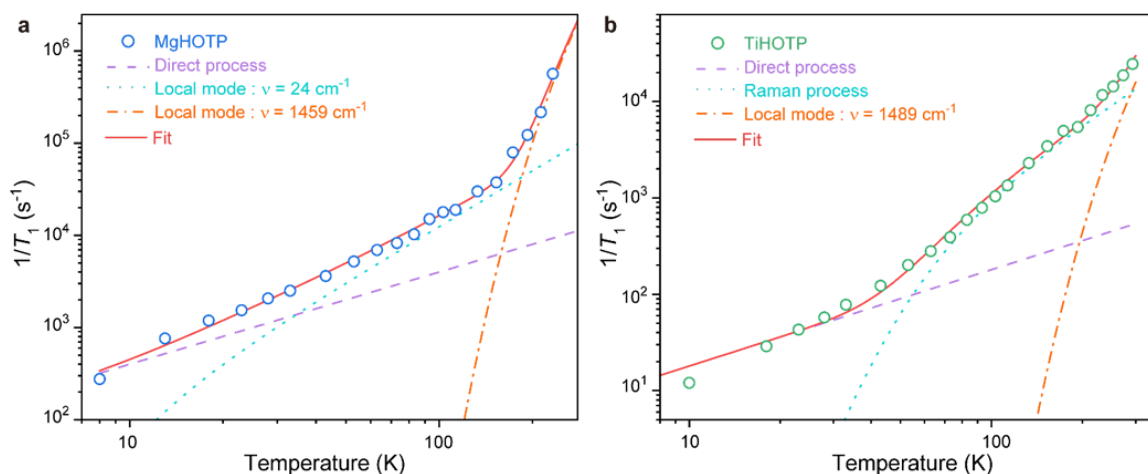 a
MgHOTP
Direct process
Local mode : ν = 24 cm⁻¹
Local mode : ν = 1459 cm⁻¹
Fit
10⁶
10⁵
10⁴
10³
10²
1/T₁ (s⁻¹)
10
100
Temperature (K)
b
TiHOTP
Direct process
Raman process
Local mode : ν = 1489 cm⁻¹
Fit
10⁴
10³
10²
10¹
1/T₁ (s⁻¹)
10
100
Temperature (K)